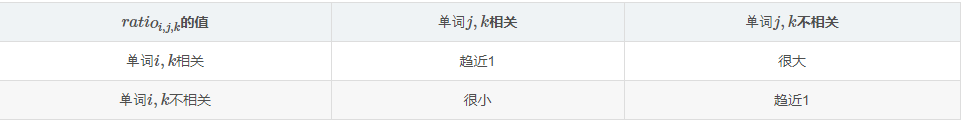 ratio_{i,j,k}的值 单词j, k相关 单词j, k不相关
单词i, k相关 趋近1 很大
单词i, k不相关 很小 趋近1